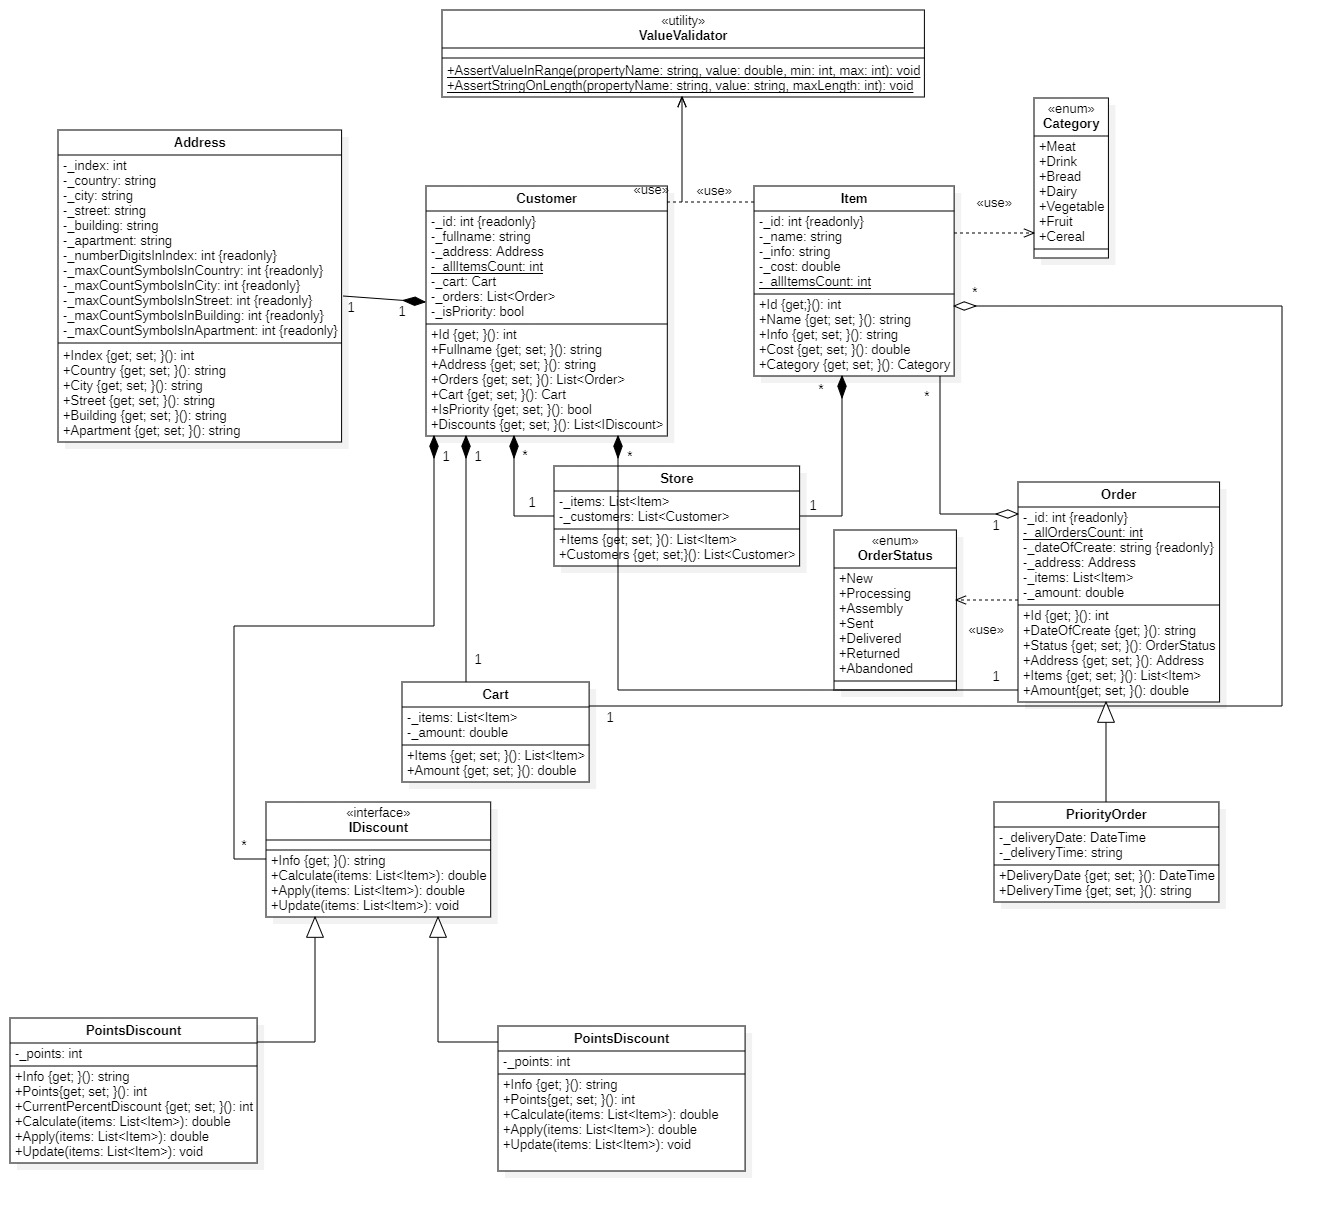 «utility»
ValueValidator
+AssertValueInRange(propertyName: string, value: double, min: int, max: int): void
+AssertStringOnLength(propertyName: string, value: string, maxLength: int): void
«enum»
Category
+Meat
+Drink
+Bread
+Dairy
+Vegetable
+Fruit
+Cereal
Address
-_index: int
-_country: string
-_city: string
-_street: string
-_building: string
-_apartment: string
-_numberDigitsInIndex: int {readonly}
-_maxCountSymbolsInCountry: int {readonly}
-_maxCountSymbolsInCity: int {readonly}
-_maxCountSymbolsInStreet: int {readonly}
-_maxCountSymbolsInBuilding: int {readonly}
-_maxCountSymbolsInApartment: int {readonly}
+Index {get; set; }(): int
+Country {get; set; }(): string
+City {get; set; }(): string
+Street {get; set; }(): string
+Building {get; set; }(): string
+Apartment {get; set; }(): string
1
1
Customer
-_id: int {readonly}
-_fullname: string
-_address: Address
-_allItemsCount: int
-_cart: Cart
-_orders: List<Order>
-_isPriority: bool
+Id {get; }(): int
+Fullname {get; set; }(): string
+Address {get; set; }(): string
+Orders {get; set; }(): List<Order>
+Cart {get; set; }(): Cart
+IsPriority {get; set; }(): bool
+Discounts {get; set; }(): List<IDiscount>
«use»
«use»
Item
-_id: int {readonly}
-_name: string
-_info: string
-_cost: double
-_allItemsCount: int
+Id {get;}(): int
+Name {get; set; }(): string
+Info {get; set; }(): string
+Cost {get; set; }(): double
+Category {get; set; }(): Category
«use»
*
*
*
1
1
*
*
1
1
Store
-_items: List<Item>
-_customers: List<Customer>
+Items {get; set; }(): List<Item>
+Customers {get; set;}(): List<Customer>
«enum»
OrderStatus
+New
+Processing
+Assembly
+Sent
+Delivered
+Returned
+Abandoned
«use»
1
1
Order
-_id: int {readonly}
-_allOrdersCount: int
-_dateOfCreate: string {readonly}
-_address: Address
-_items: List<Item>
-_amount: double
+Id {get; }(): int
+DateOfCreate {get; }(): string
+Status {get; set; }(): OrderStatus
+Address {get; set; }(): Address
+Items {get; set; }(): List<Item>
+Amount{get; set; }(): double
1
1
Cart
-_items: List<Item>
-_amount: double
+Items {get; set; }(): List<Item>
+Amount {get; set; }(): double
*
«interface»
IDiscount
+Info {get; }(): string
+Calculate(items: List<Item>): double
+Apply(items: List<Item>): double
+Update(items: List<Item>): void
PriorityOrder
-_deliveryDate: DateTime
-_deliveryTime: string
+DeliveryDate {get; set; }(): DateTime
+DeliveryTime {get; set; }(): string
PointsDiscount
-_points: int
+Info {get; }(): string
+Points{get; set; }(): int
+CurrentPercentDiscount {get; set; }(): int
+Calculate(items: List<Item>): double
+Apply(items: List<Item>): double
+Update(items: List<Item>): void
PointsDiscount
-_points: int
+Info {get; }(): string
+Points{get; set; }(): int
+Calculate(items: List<Item>): double
+Apply(items: List<Item>): double
+Update(items: List<Item>): void